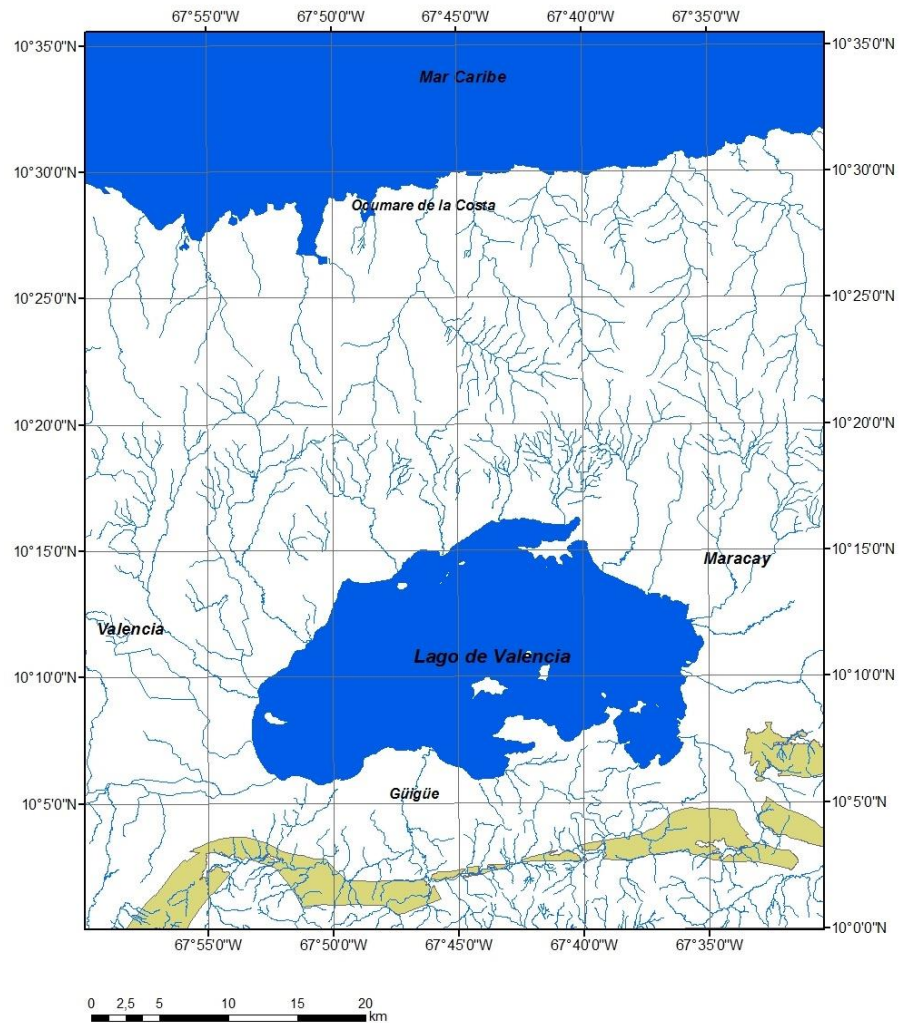 67°55'0"W 67°50'0"W 67°45'0"W 67°40'0"W 67°35'0"W
10°35'0"N 10°35'0"N
Mar Caribe
10°30'0"N 10°30'0"N
Ocumare de la Costa
10°25'0"N 10°25'0"N
10°20'0"N 10°20'0"N
10°15'0"N 10°15'0"N
Maracay
Valencia
Lago de Valencia
10°10'0"N 10°10'0"N
Güigüe
10°50'0"N 10°5'0"N
10°0'0"N
67°55'0"W 67°50'0"W 67°45'0"W 67°40'0"W 67°35'0"W
0 2,5 5 10 15 20
km